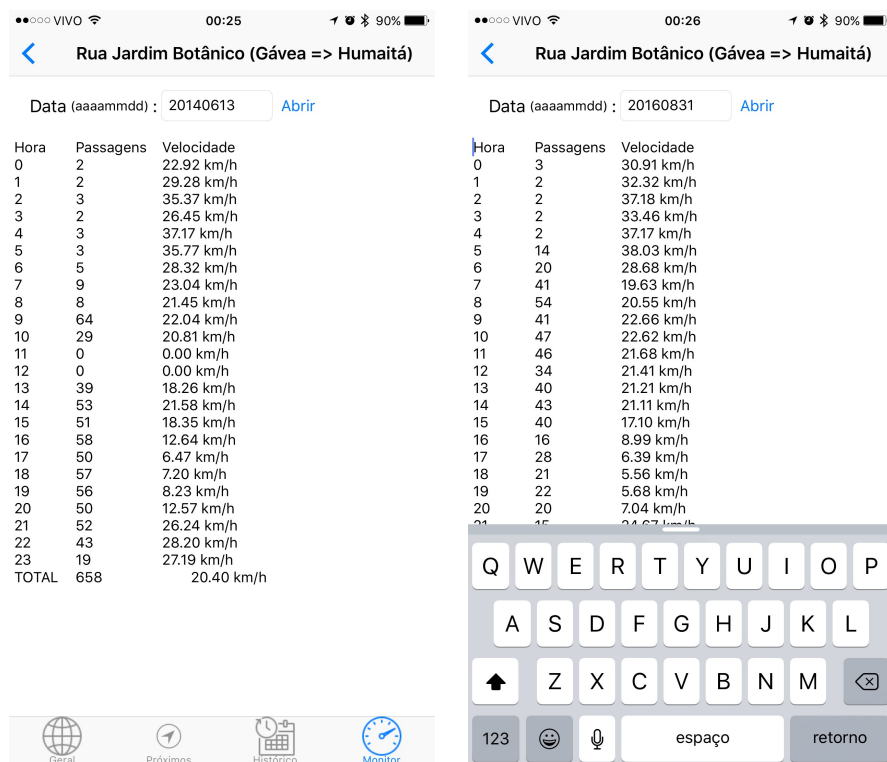 VIVO 00:25 90%
Rua Jardim Botânico (Gávea => Humaitá)
Data (aaaammdd) : 20140613 Abrir
Hora Passagens Velocidade
0 2 22.92 km/h
1 2 29.28 km/h
2 3 35.37 km/h
3 2 26.45 km/h
4 3 37.17 km/h
5 3 35.77 km/h
6 5 28.32 km/h
7 9 23.04 km/h
8 8 21.45 km/h
9 64 22.04 km/h
10 29 20.81 km/h
11 0 0.00 km/h
12 0 0.00 km/h
13 39 18.26 km/h
14 53 21.58 km/h
15 51 18.35 km/h
16 58 12.64 km/h
17 50 6.47 km/h
18 57 7.20 km/h
19 56 8.23 km/h
20 50 12.57 km/h
21 52 26.24 km/h
22 43 28.20 km/h
23 19 27.19 km/h
TOTAL 658 20.40 km/h
Geral Próximos Histórico Monitor
VIVO 00:26 90%
Rua Jardim Botânico (Gávea => Humaitá)
Data (aaaammdd) : 20160831 Abrir
Hora Passagens Velocidade
0 3 30.91 km/h
1 2 32.32 km/h
2 2 37.18 km/h
3 2 33.46 km/h
4 2 37.17 km/h
5 14 38.03 km/h
6 20 28.68 km/h
7 41 19.63 km/h
8 54 20.55 km/h
9 41 22.66 km/h
10 47 22.62 km/h
11 46 21.68 km/h
12 34 21.41 km/h
13 40 21.21 km/h
14 43 21.11 km/h
15 40 17.10 km/h
16 16 8.99 km/h
17 28 6.39 km/h
18 21 5.56 km/h
19 22 5.68 km/h
20 20 7.04 km/h
21 15 24.67 km/h
Q W E R T Y U I O P
A S D F G H J K L
Z X C V B N M
123 espaço retorno